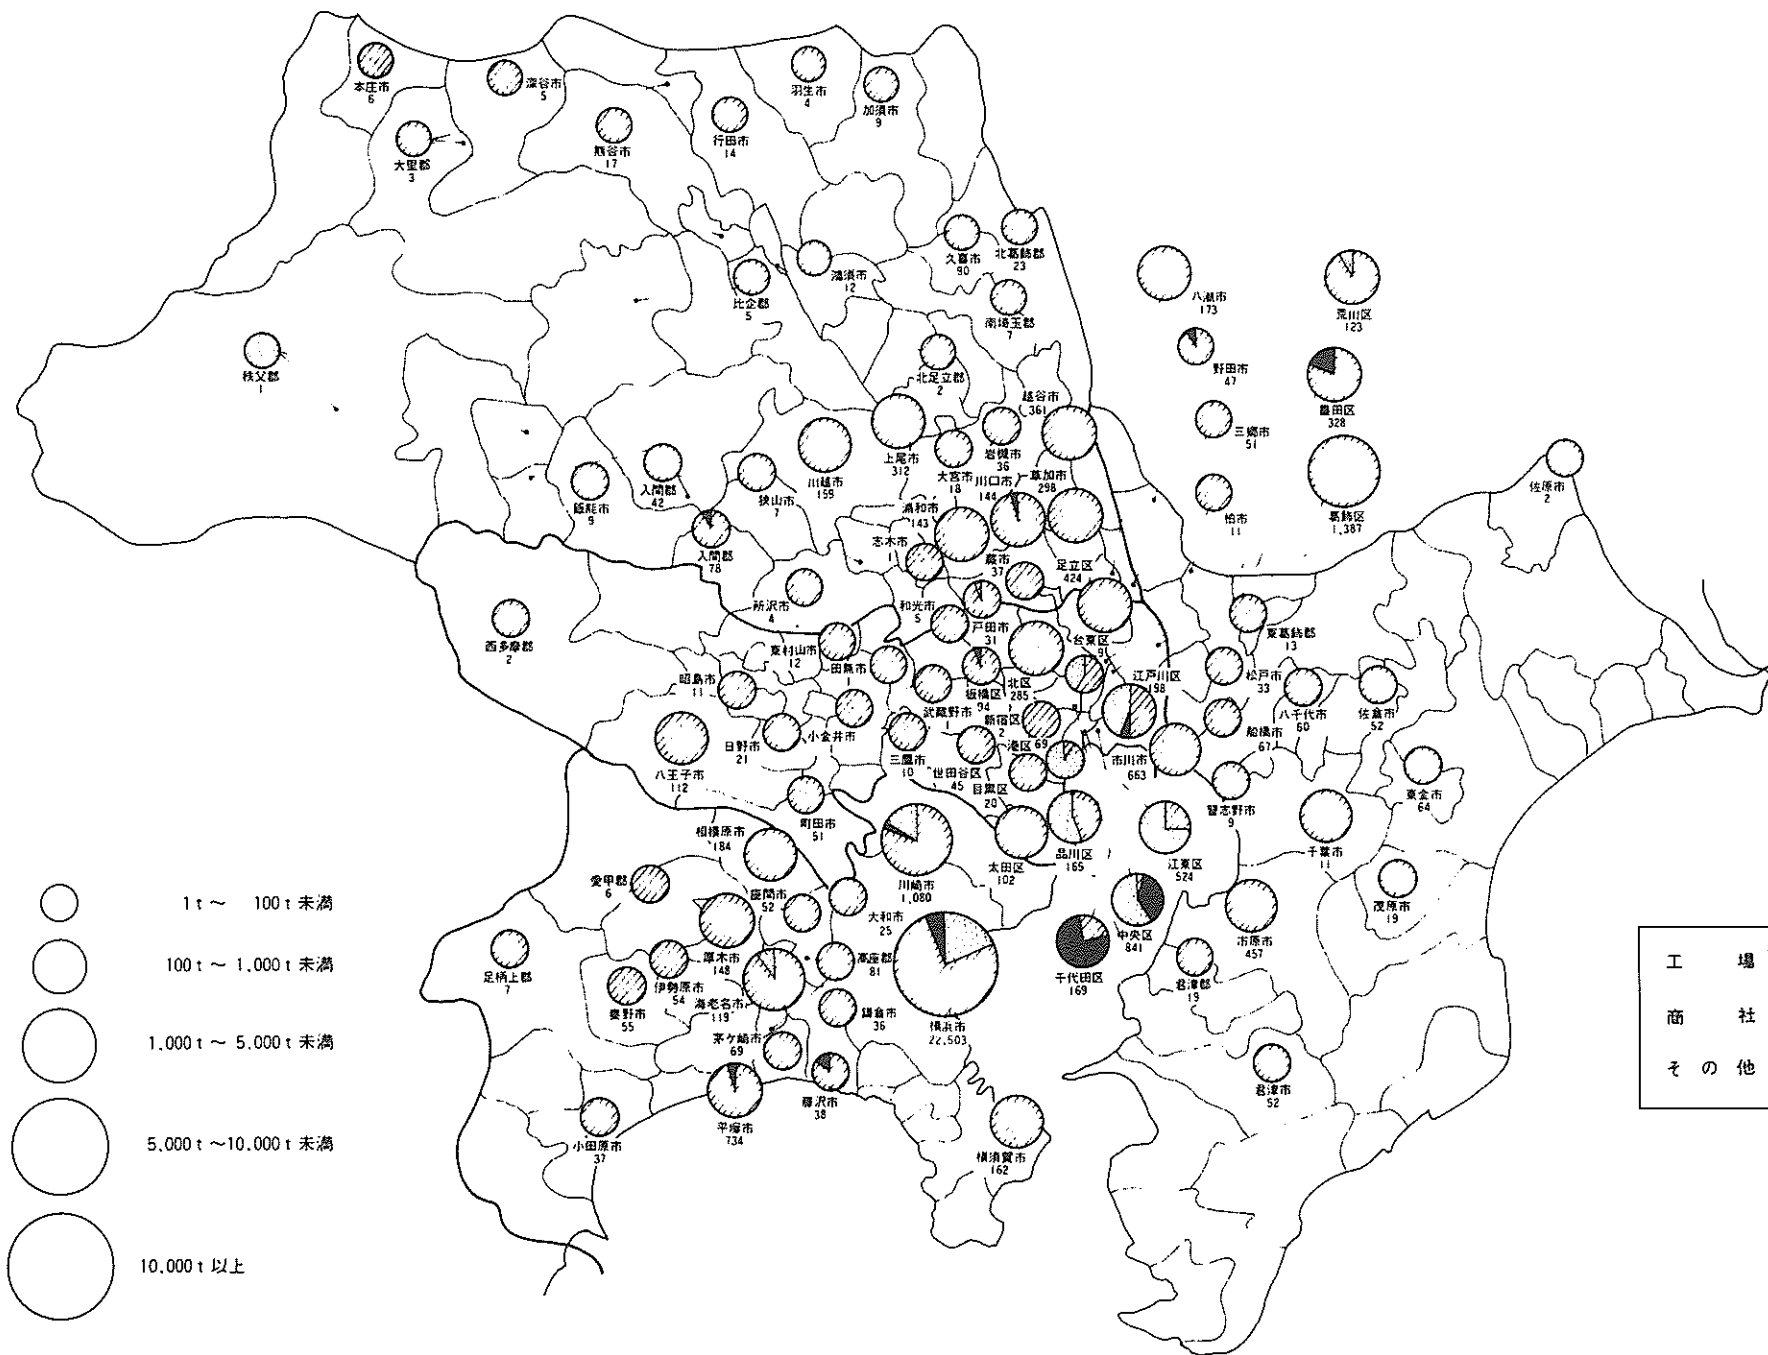 本庄市
6
深谷市
5
大里郡
3
熊谷市
17
行田市
14
羽生市
4
加須市
9
久喜市
90
北葛飾郡
23
鴻須市
12
比企郡
5
南埼玉郡
7
秩父郡
1
北足立郡
2
八潮市
173
荒川区
123
野田市
47
墨田区
328
三郷市
51
葛飾区
1,387
柏市
11
佐原市
2
越谷市
361
上尾市
312
大宮市
18
岩槻市
36
草加市
298
川口市
144
川越市
159
狭山市
7
入間郡
42
飯能市
9
入間郡
78
浦和市
143
志木市
1
蕨市
37
足立区
424
所沢市
4
和光市
5
戸田市
31
台東区
9
西多摩郡
2
東村山市
12
田無市
1
昭島市
11
武蔵野市
1
板橋区
94
北区
285
江戸川区
198
松戸市
33
東葛飾郡
13
八千代市
60
佐倉市
52
新宿区
2
港区
69
船橋市
67
市川市
663
習志野市
9
東金市
64
小金井市
日野市
21
三鷹市
10
世田谷区
45
目黒区
20
八王子市
112
町田市
51
相模原市
184
川崎市
1,080
太田区
102
品川区
165
江東区
524
千葉市
11
茂原市
19
愛甲郡
6
座間市
52
大和市
25
中央区
841
千代田区
169
市原市
457
足柄上郡
7
伊勢原市
54
厚木市
148
高座郡
81
秦野市
55
海老名市
119
鎌倉市
36
横浜市
22,503
君津郡
19
茅ケ崎市
69
藤沢市
38
平塚市
734
小田原市
37
横須賀市
162
君津市
52
1t～ 100t未満
100t～ 1,000t未満
1,000t～ 5,000t未満
5,000t～10,000t未満
10,000t以上
工場
商社
その他